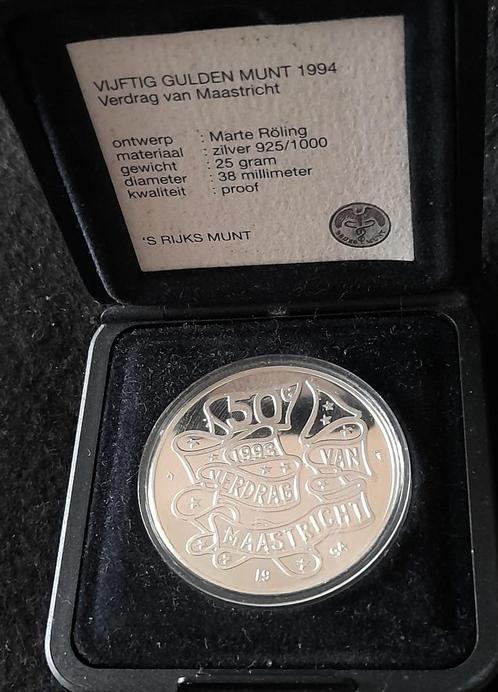 VIJFTIG GULDEN MUNT 1994
Verdrag van Maastricht
ontwerp : Marte Röling
materiaal : zilver 925/1000
gewicht : 25 gram
diameter : 38 millimeter
kwaliteit : proof
'S RIJKS MUNT
50 G
1993
VERDRAG
VAN
MAASTRICHT
19 94